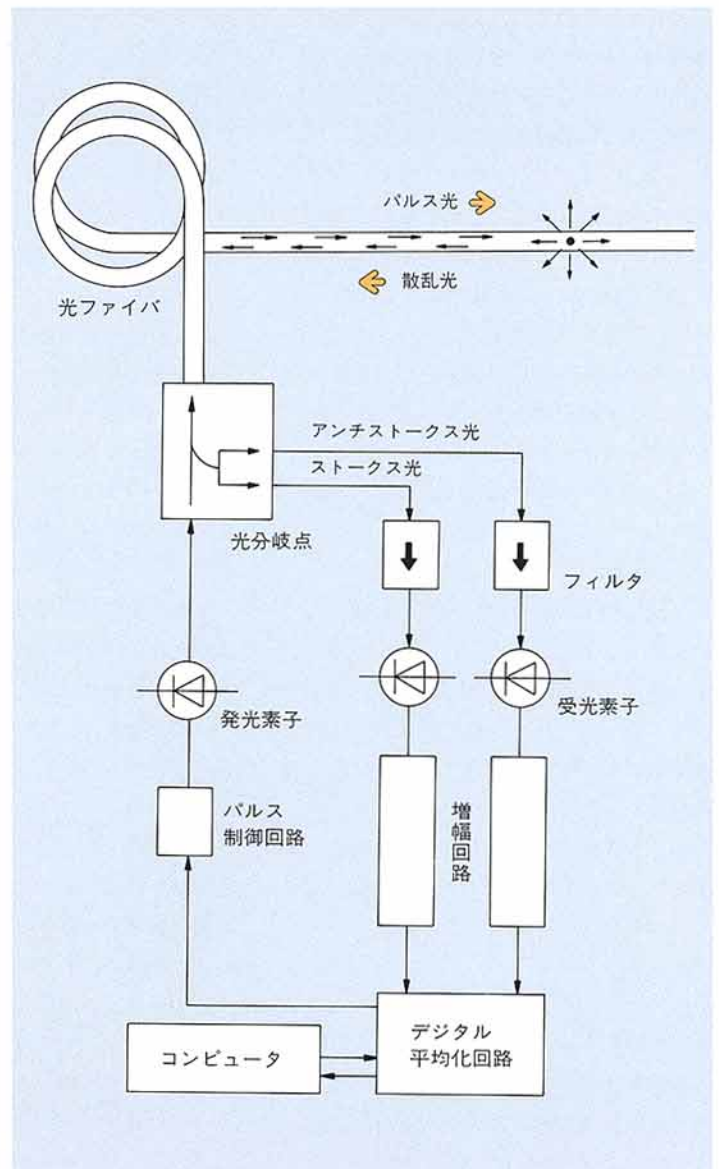 パルス光
散乱光
光ファイバ
アンチストークス光
ストークス光
光分岐点
フィルタ
発光素子
受光素子
パルス
制御回路
増幅回路
デジタル
平均化回路
コンピュータ